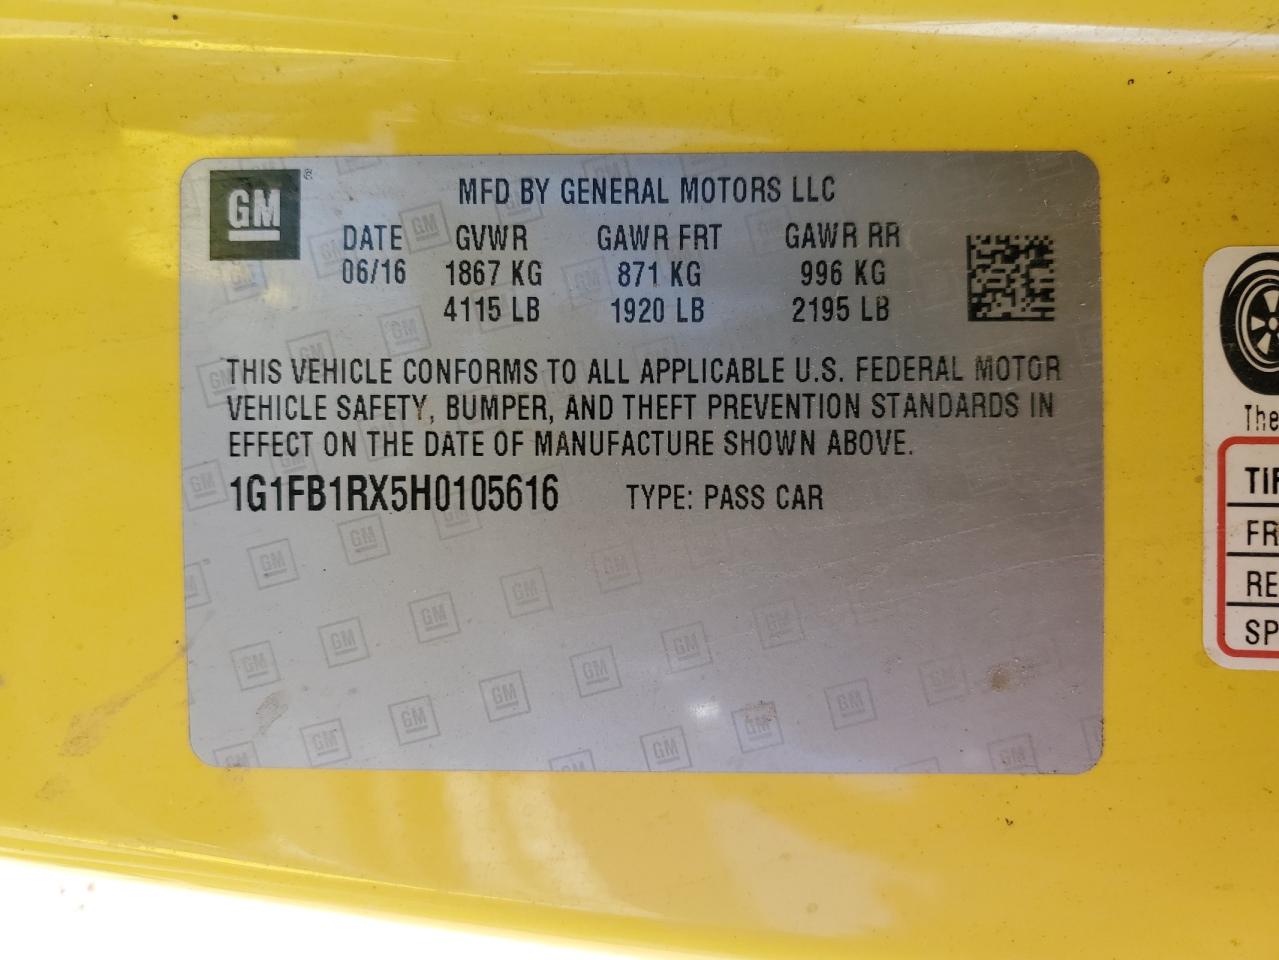 GM ®
MFD BY GENERAL MOTORS LLC
DATE GVWR GAWR FRT GAWR RR
06/16 1867 KG 871 KG 996 KG
4115 LB 1920 LB 2195 LB
THIS VEHICLE CONFORMS TO ALL APPLICABLE U.S. FEDERAL MOTOR
VEHICLE SAFETY, BUMPER, AND THEFT PREVENTION STANDARDS IN
EFFECT ON THE DATE OF MANUFACTURE SHOWN ABOVE.
1G1FB1RX5H0105616 TYPE: PASS CAR
The